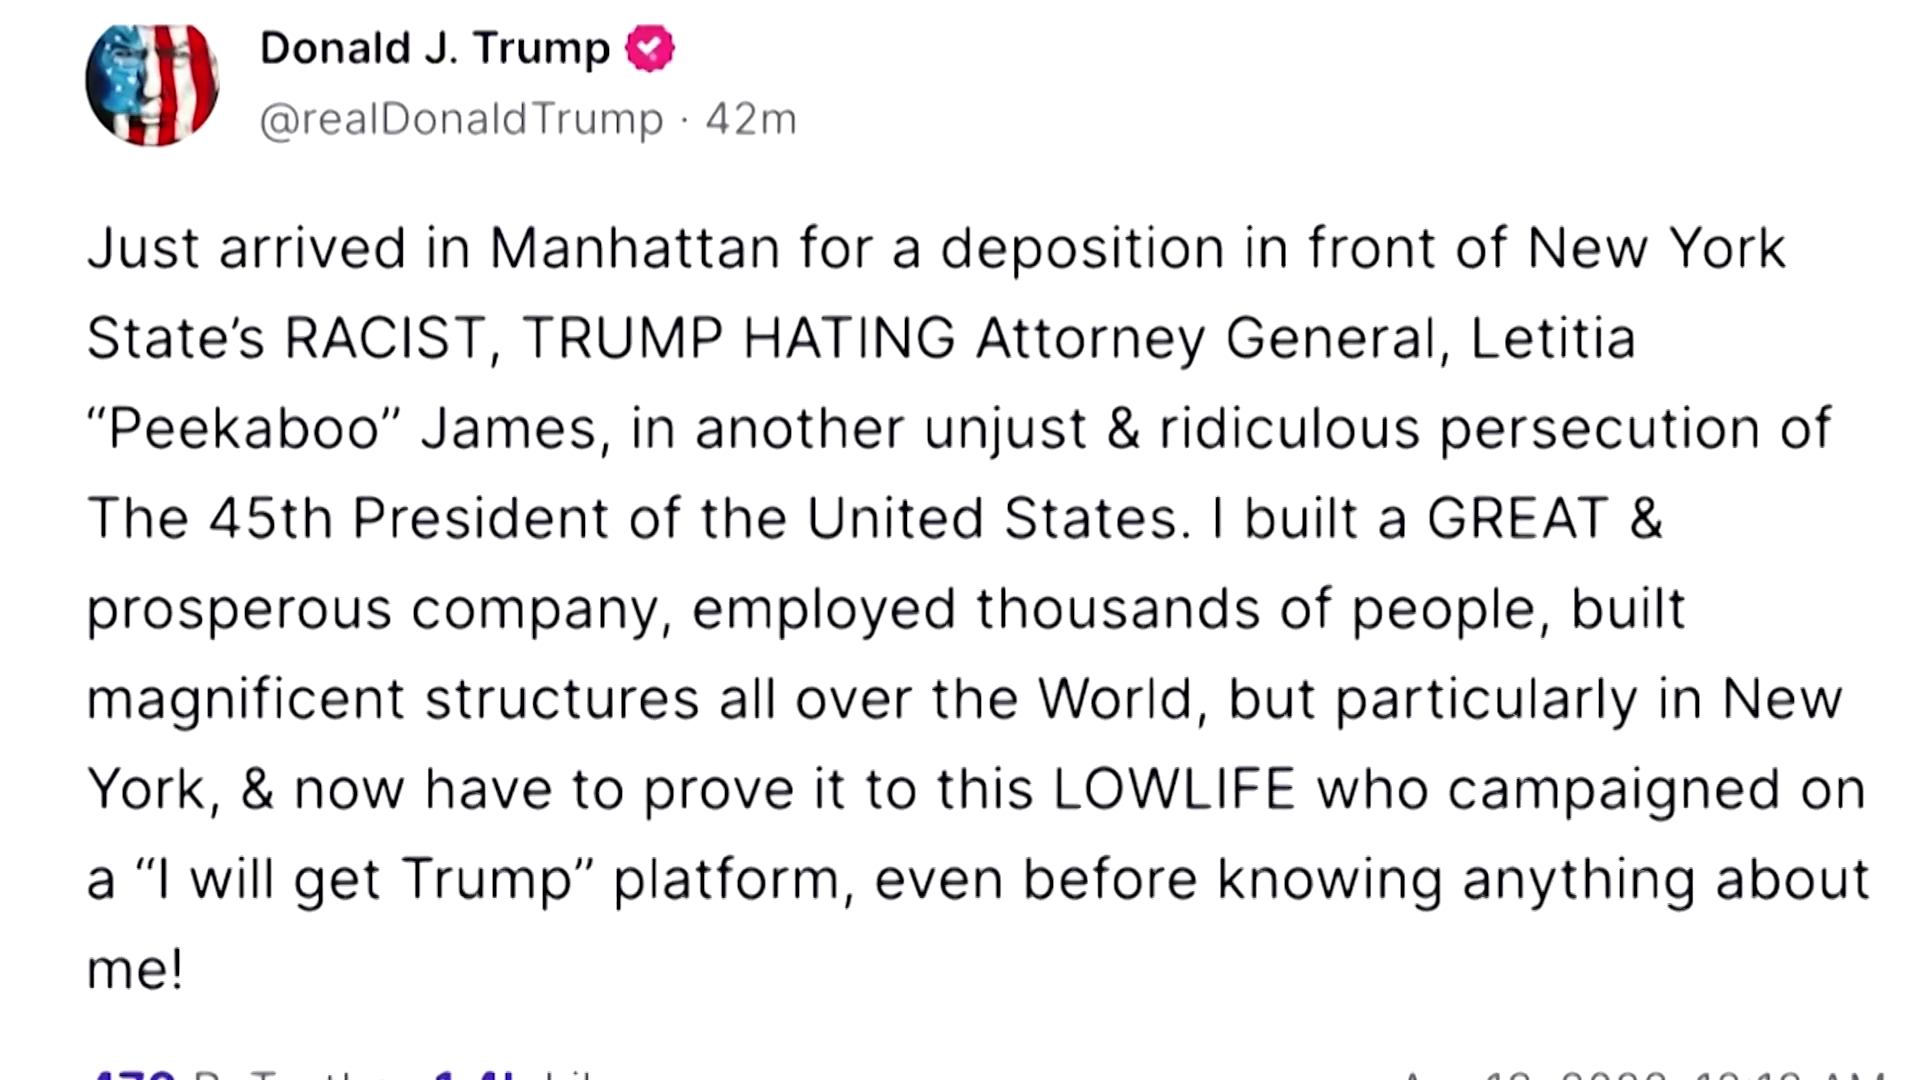 Donald J. Trump
@realDonaldTrump · 42m
Just arrived in Manhattan for a deposition in front of New York
State’s RACIST, TRUMP HATING Attorney General, Letitia
“Peekaboo” James, in another unjust & ridiculous persecution of
The 45th President of the United States. I built a GREAT &
prosperous company, employed thousands of people, built
magnificent structures all over the World, but particularly in New
York, & now have to prove it to this LOWLIFE who campaigned on
a “I will get Trump” platform, even before knowing anything about
me!